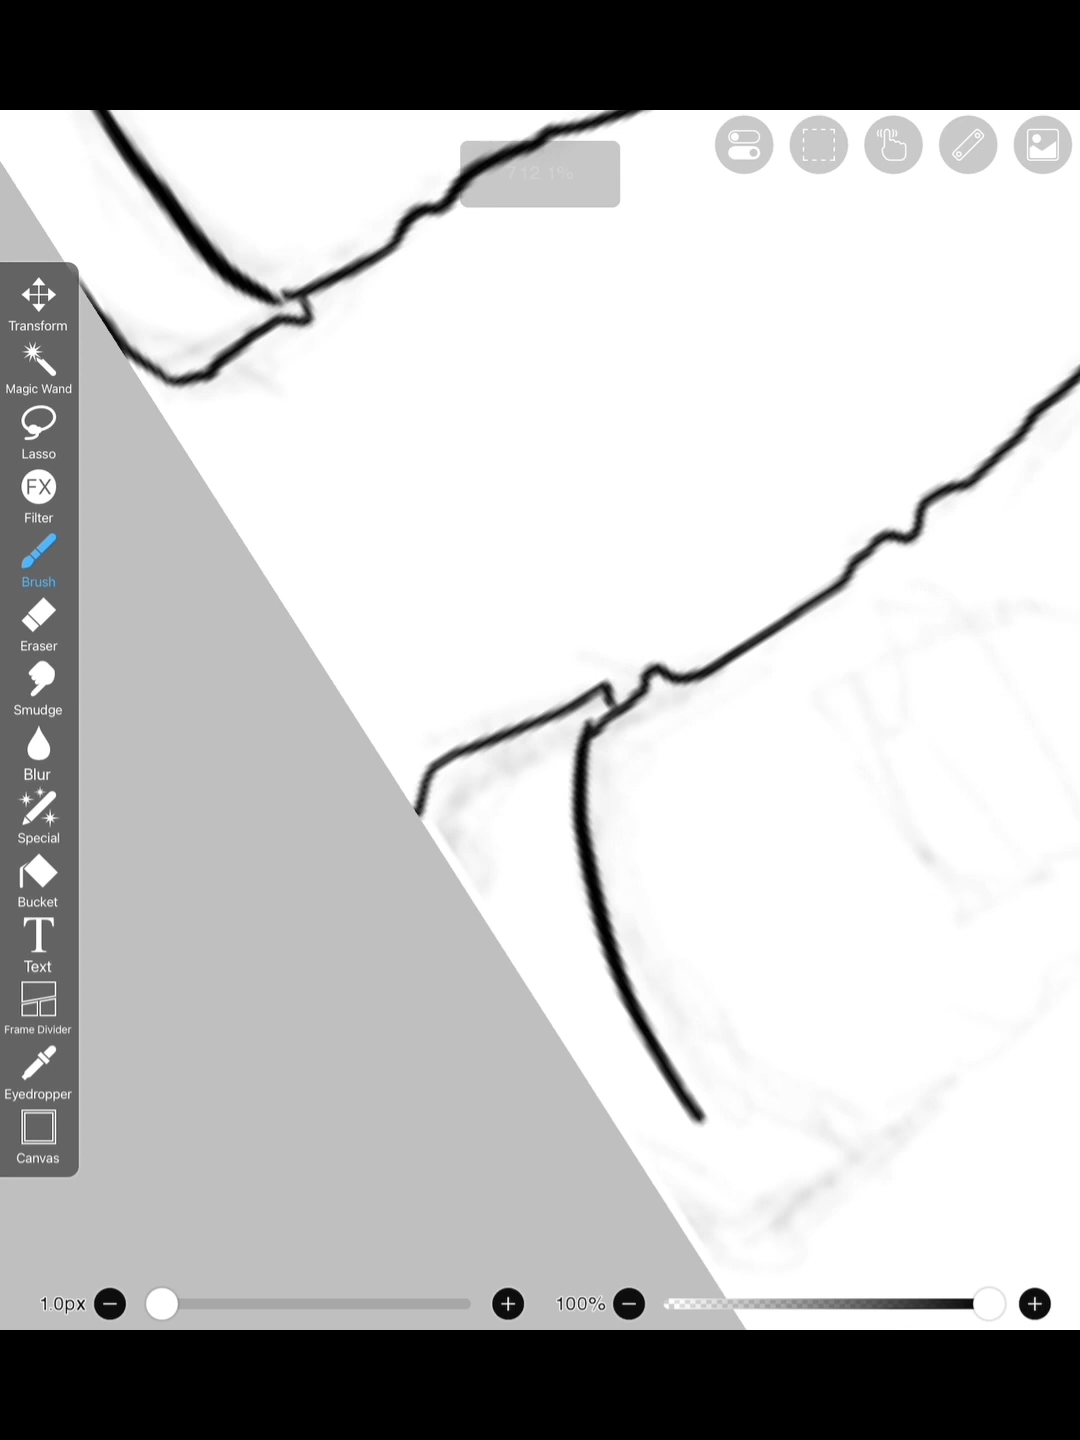 712.1%
Transform
Magic Wand
Lasso
FX
Filter
Brush
Eraser
Smudge
Blur
Special
Bucket
T
Text
Frame Divider
Eyedropper
Canvas
1.0px
100%